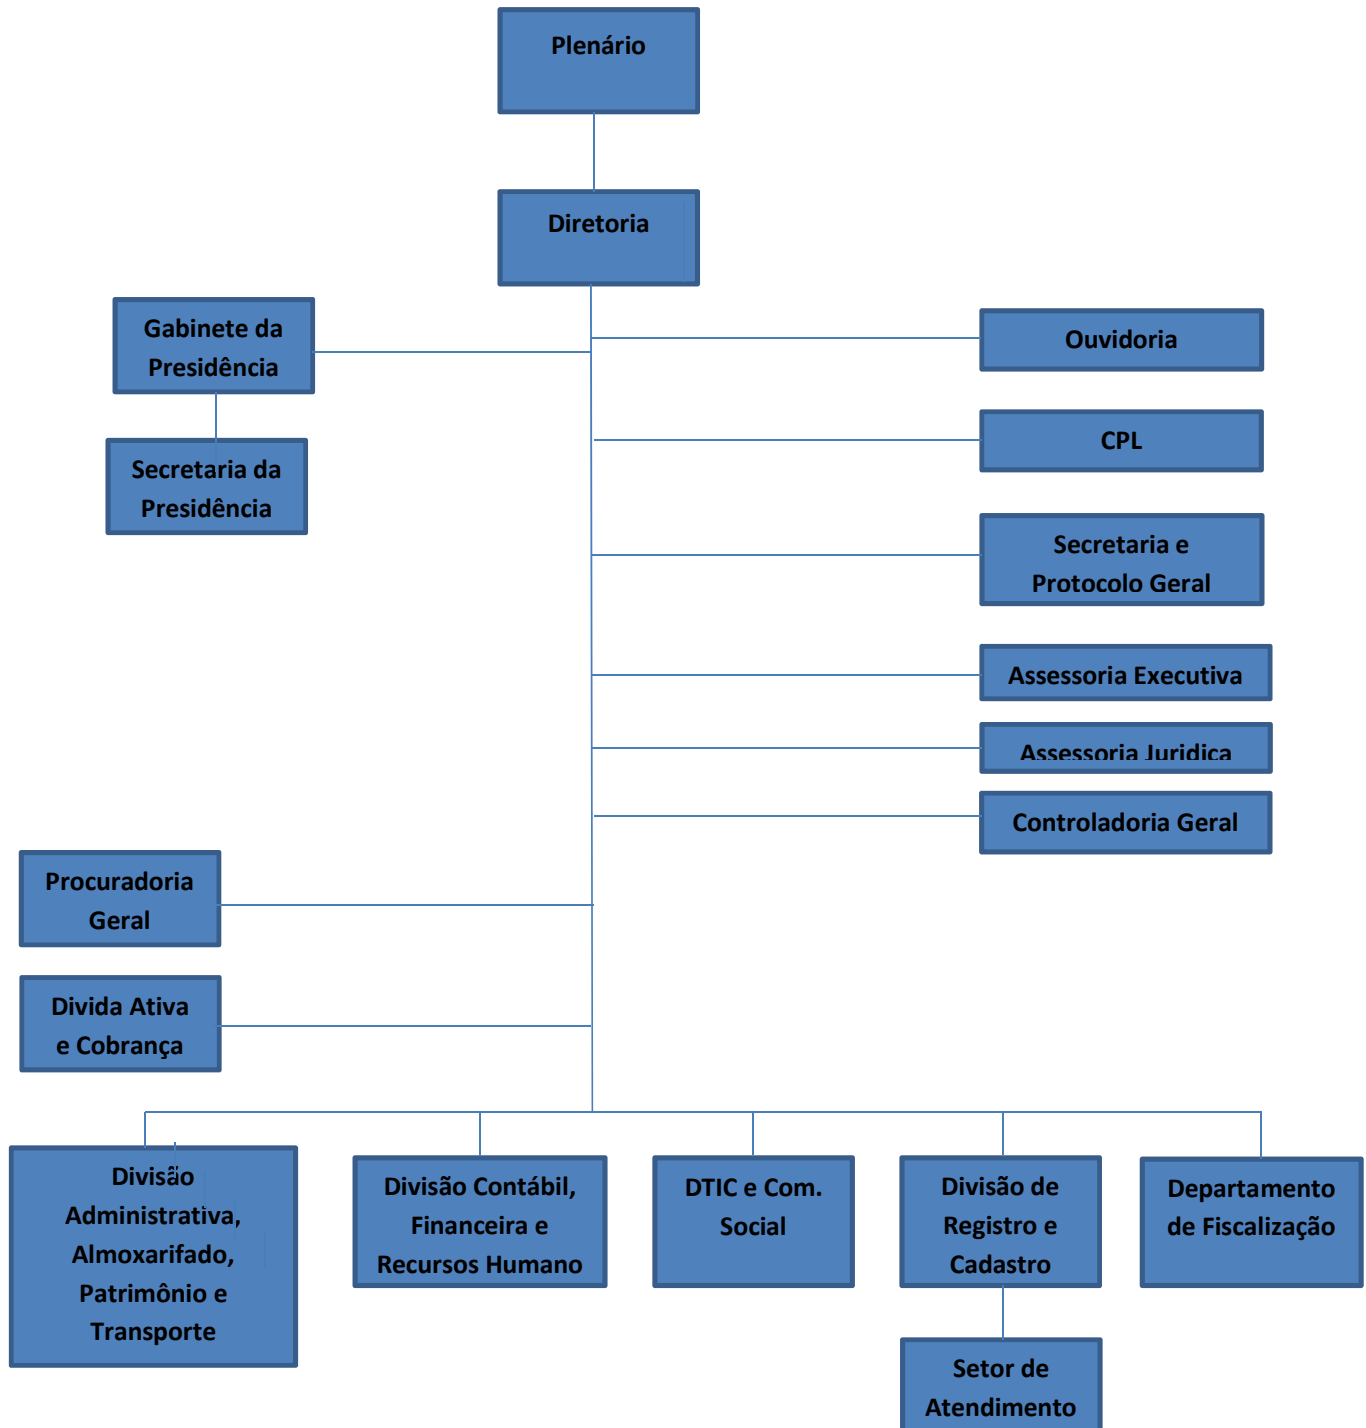 Plenário
Diretoria
Gabinete da
Presidência
Ouvidoria
Secretaria da
Presidência
CPL
Secretaria e
Protocolo Geral
Assessoria Executiva
Assessoria Juridica
Controladoria Geral
Procuradoria
Geral
Divida Ativa
e Cobrança
Divisão
Administrativa,
Almoxarifado,
Patrimônio e
Transporte
Divisão Contábil,
Financeira e
Recursos Humano
DTIC e Com.
Social
Divisão de
Registro e
Cadastro
Departamento
de Fiscalização
Setor de
Atendimento